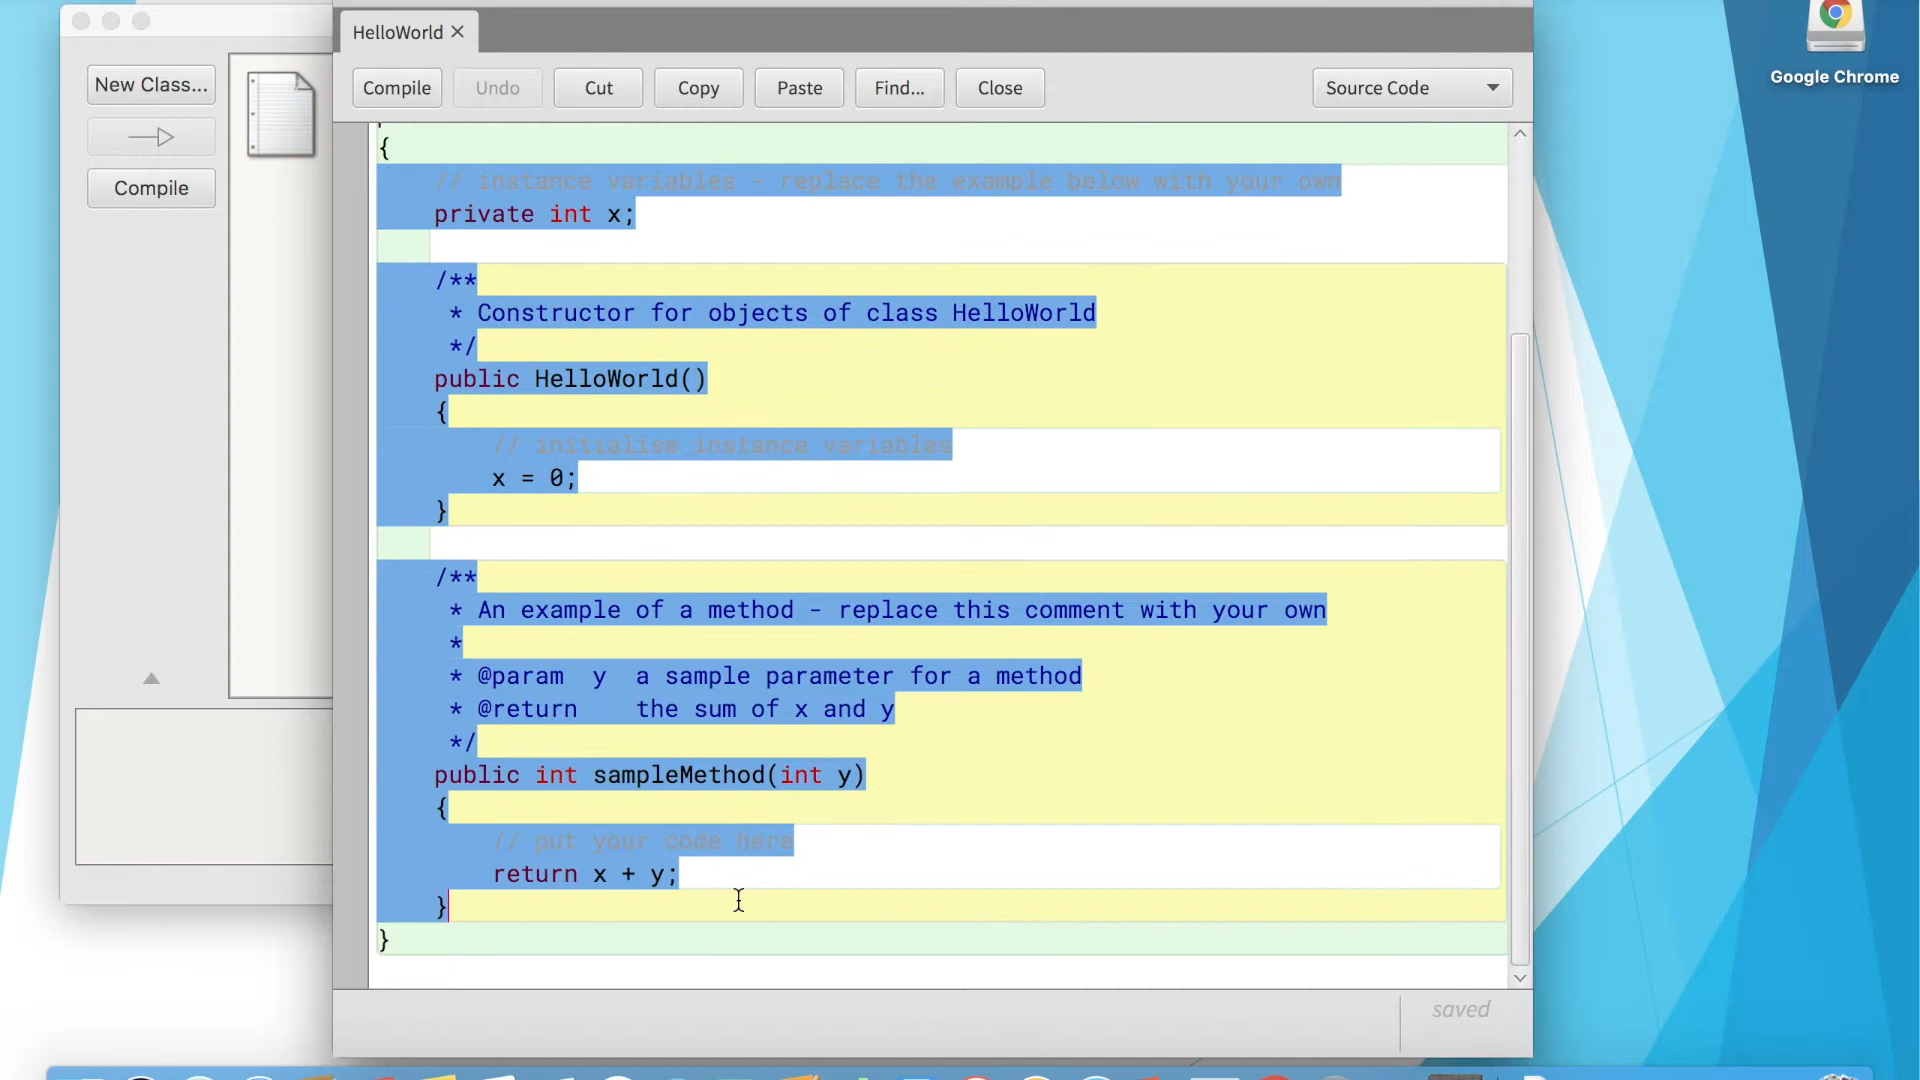 HelloWorld ×
New Class...
Compile
Compile Undo Cut Copy Paste Find... Close Source Code
{
// instance variables - replace the example below with your own
private int x;
/**
* Constructor for objects of class HelloWorld
*/
public HelloWorld()
{
// initialise instance variables
x = 0;
}
/**
* An example of a method - replace this comment with your own
*
* @param y a sample parameter for a method
* @return the sum of x and y
*/
public int sampleMethod(int y)
{
// put your code here
return x + y;
}
}
saved
Google Chrome